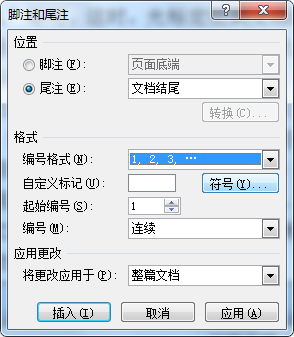 脚注和尾注
位置
脚注(F): 页面底端
尾注(E): 文档结尾
转换(C)...
格式
编号格式(N): 1, 2, 3, …
自定义标记(U): 符号(Y)...
起始编号(S): 1
编号(M): 连续
应用更改
将更改应用于(P): 整篇文档
插入(I) 取消 应用(A)